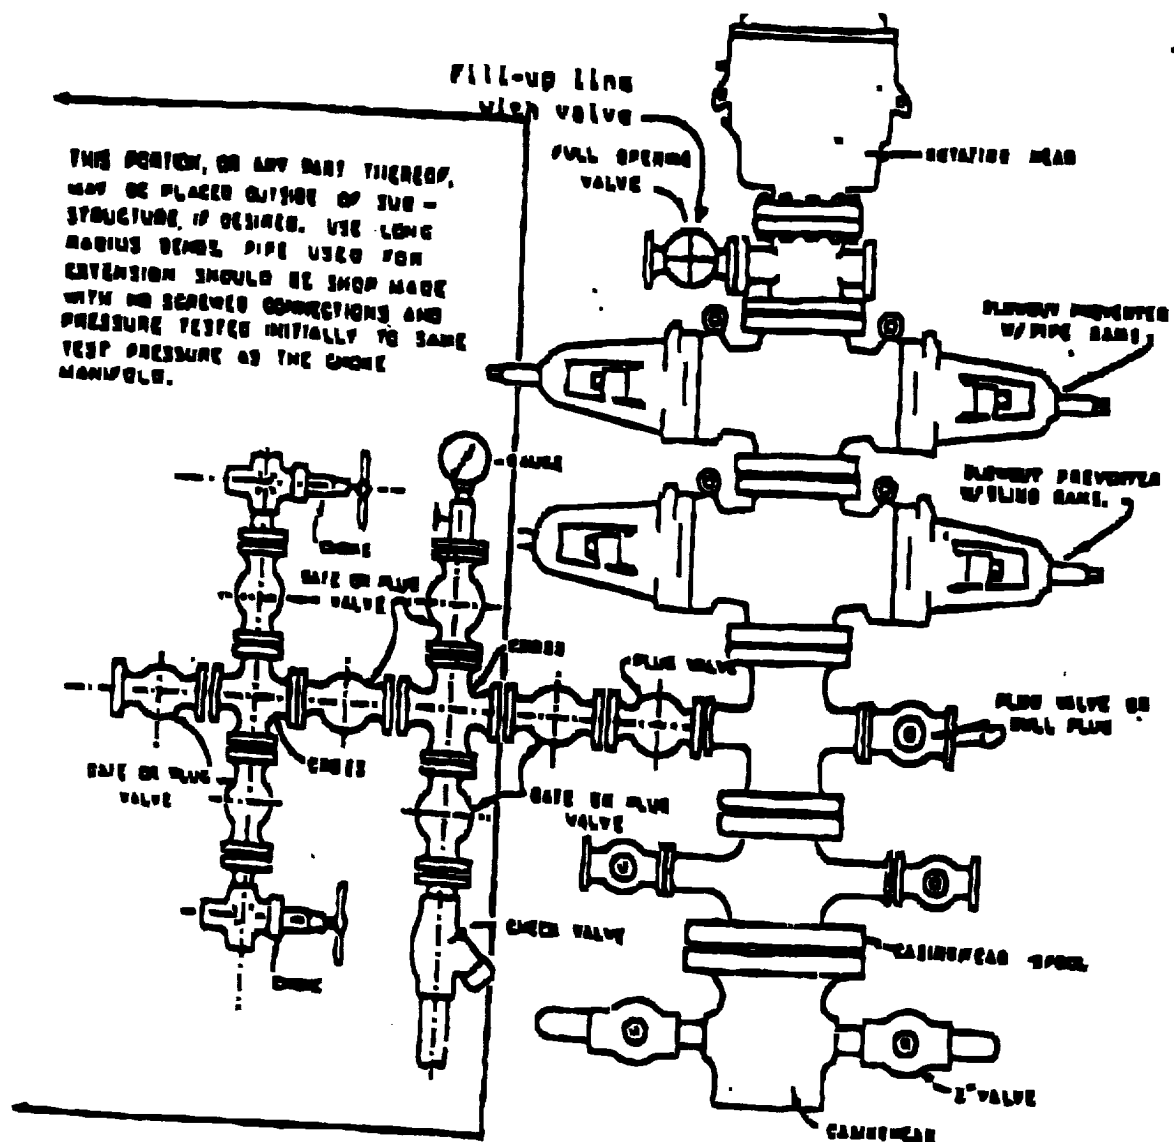 Fill-up line
with valve
FULL OPENING
VALVE
ROTATING HEAD
THIS PORTION, OR ANY PART THEREOF,
MAY BE PLACED OUTSIDE OF SUB-
STRUCTURE, IF DESIRED. USE LONG
RADIUS BENDS. PIPE USED FOR
EXTENSION SHOULD BE SHOP MADE
WITH NO SCREWED CONNECTIONS AND
PRESSURE TESTED INITIALLY TO SAME
TEST PRESSURE AS THE CHOKE
MANIFOLD.
BLOWOUT PREVENTER
W/PIPE RAMS.
GAUGE
BLOWOUT PREVENTER
W/BLIND RAMS.
CHOKE
GATE OR PLUG
VALVE
CROSS
PLUG VALVE
PLUG VALVE OR
BULL PLUG
GATE OR PLUG
VALVE
CROSS
GATE OR PLUG
VALVE
CHECK VALVE
CASINGHEAD SPOOL
CHOKE
2" VALVE
CASINGHEAD